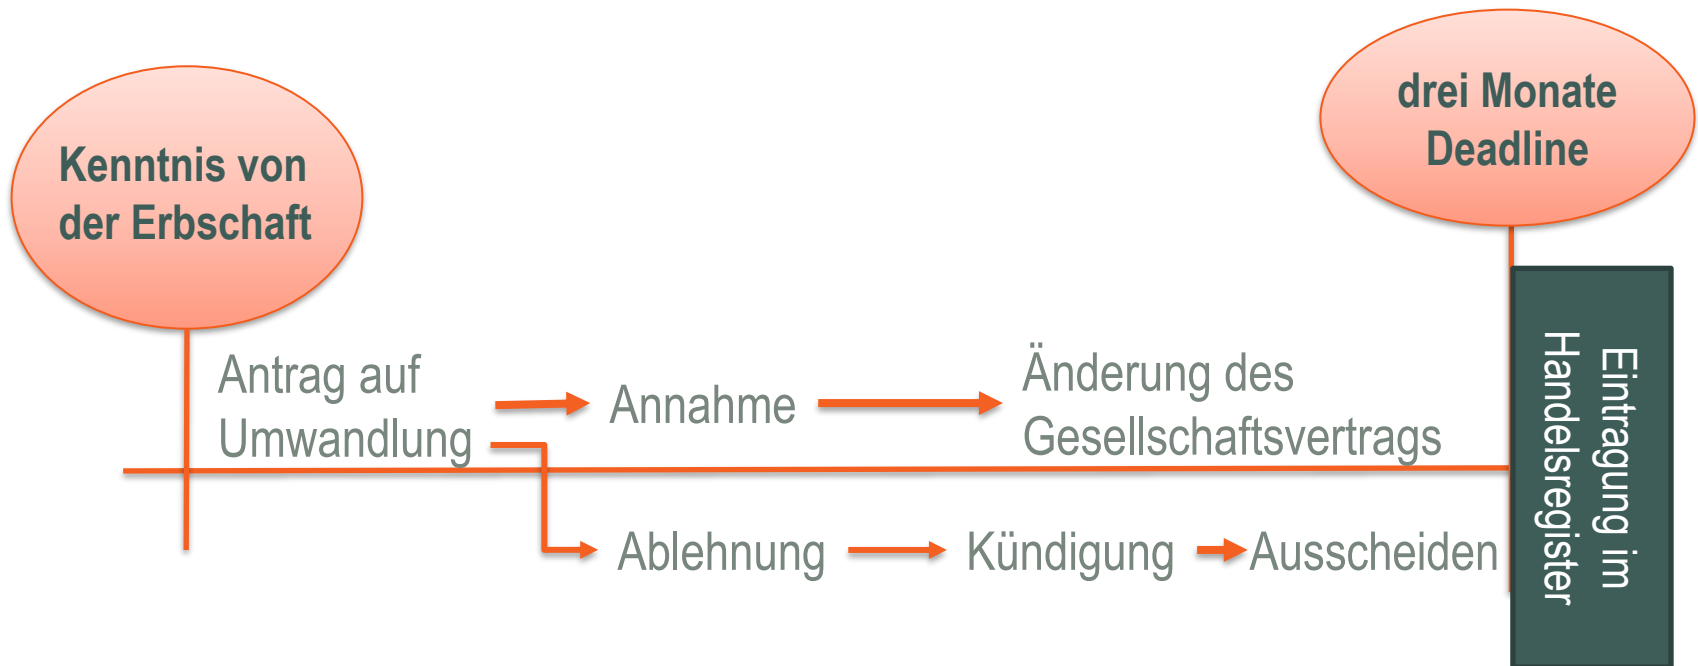 Kenntnis von
der Erbschaft
drei Monate
Deadline
Antrag auf
Umwandlung
Annahme
Änderung des
Gesellschaftsvertrags
Ablehnung
Kündigung
Ausscheiden
Eintragung im
Handelsregister